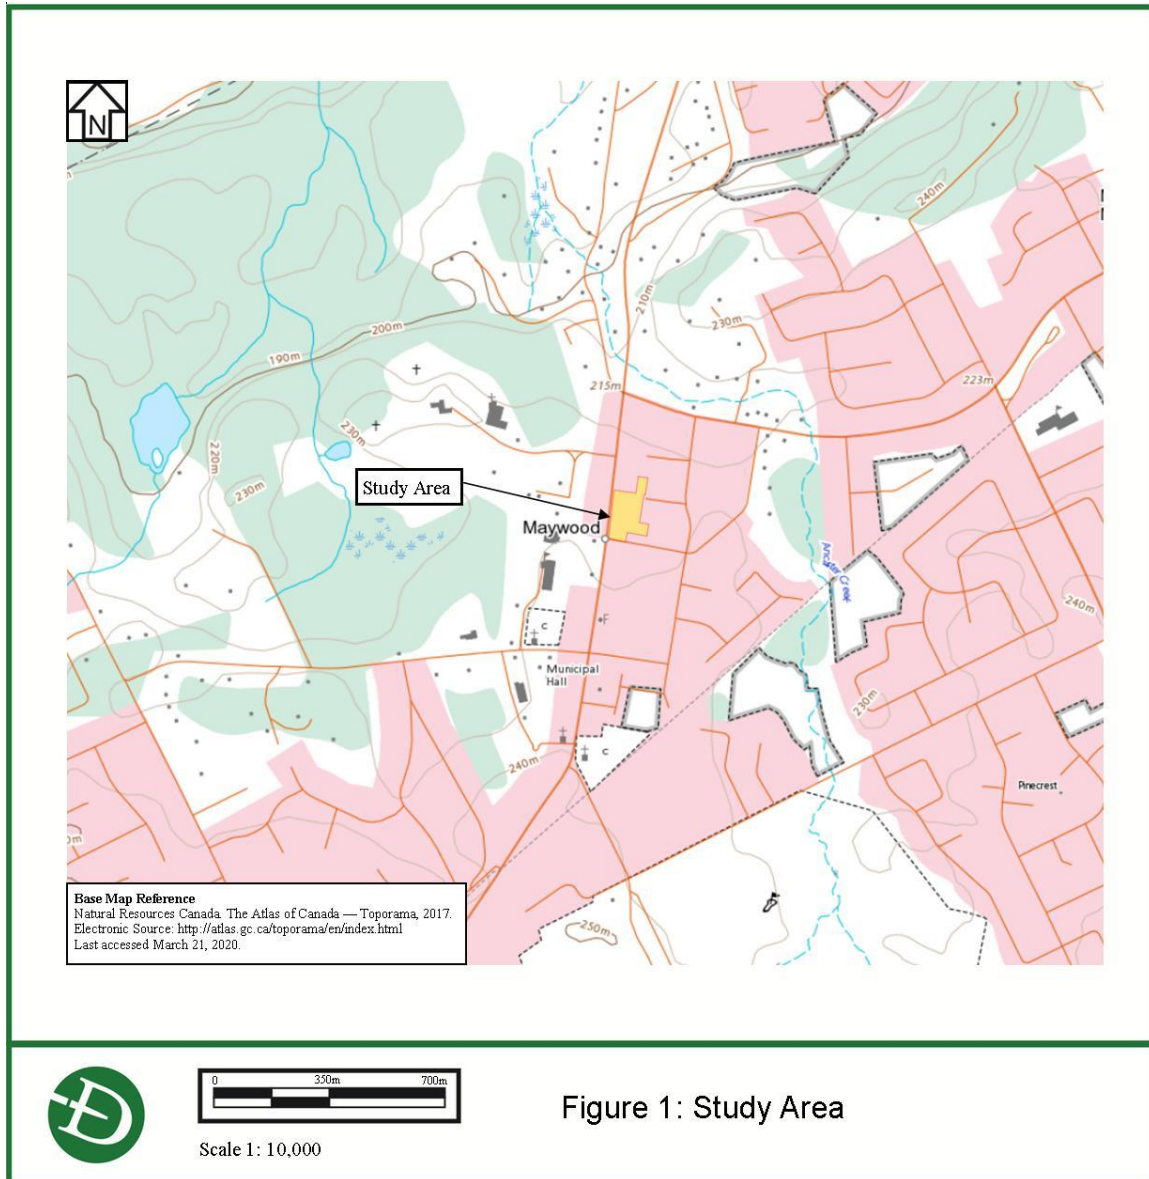 N
240m
210m
230m
200m
190m
215m
223m
230m
220m
230m
Study Area
Maywood
Ancaster Creek
240m
C
F
Municipal
Hall
230m
240m
C
Pinecrest
250m
Base Map Reference
Natural Resources Canada. The Atlas of Canada — Toporama, 2017.
Electronic Source: http://atlas.gc.ca/toporama/en/index.html
Last accessed March 21, 2020.
0 350m 700m
Scale 1: 10,000
Figure 1: Study Area